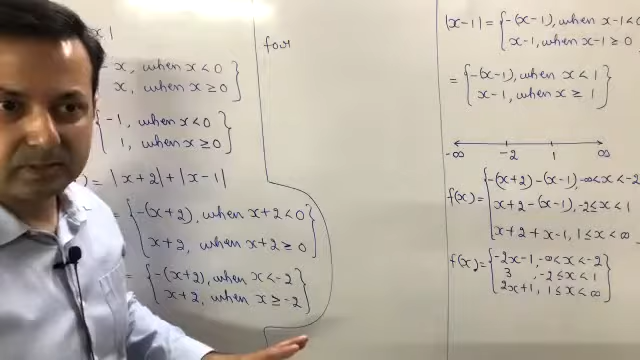 x|
x, when x<0
x, when x≥0
-1, when x<0
1, when x≥0
) = |x+2|+|x-1|
= { -(x+2), when x+2<0
x+2, when x+2≥0 }
= { -(x+2), when x<-2
x+2, when x≥-2 }
four
|x-1| = { -(x-1), when x-1<0
x-1, when x-1≥0
= { -(x-1), when x<1
x-1, when x≥1 }
-∞ -2 1 ∞
f(x) = { -(x+2)-(x-1), -∞<x<-2
x+2-(x-1), -2≤x<1
x+2+x-1, 1≤x<∞
f(x) = { -2x-1, -∞<x<-2
3, -2≤x<1
2x+1, 1≤x<∞ }